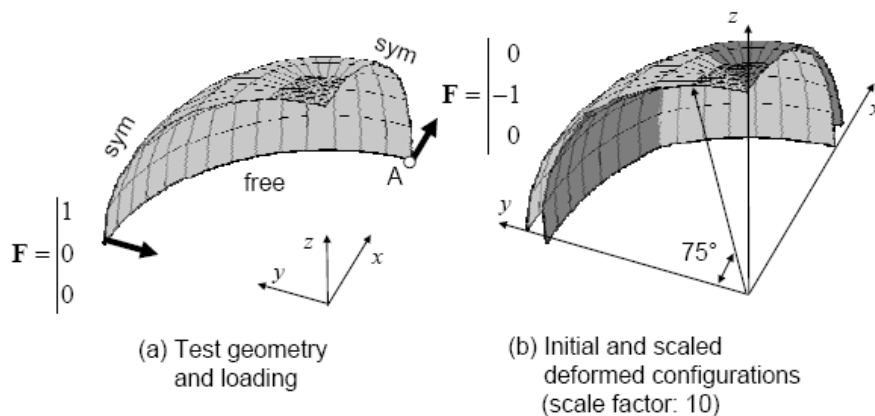 sym
sym
z
0
F = -1
0
x
A
free
1
F = 0
0
z
y
x
y
75°
(a) Test geometry
and loading
(b) Initial and scaled
deformed configurations
(scale factor: 10)